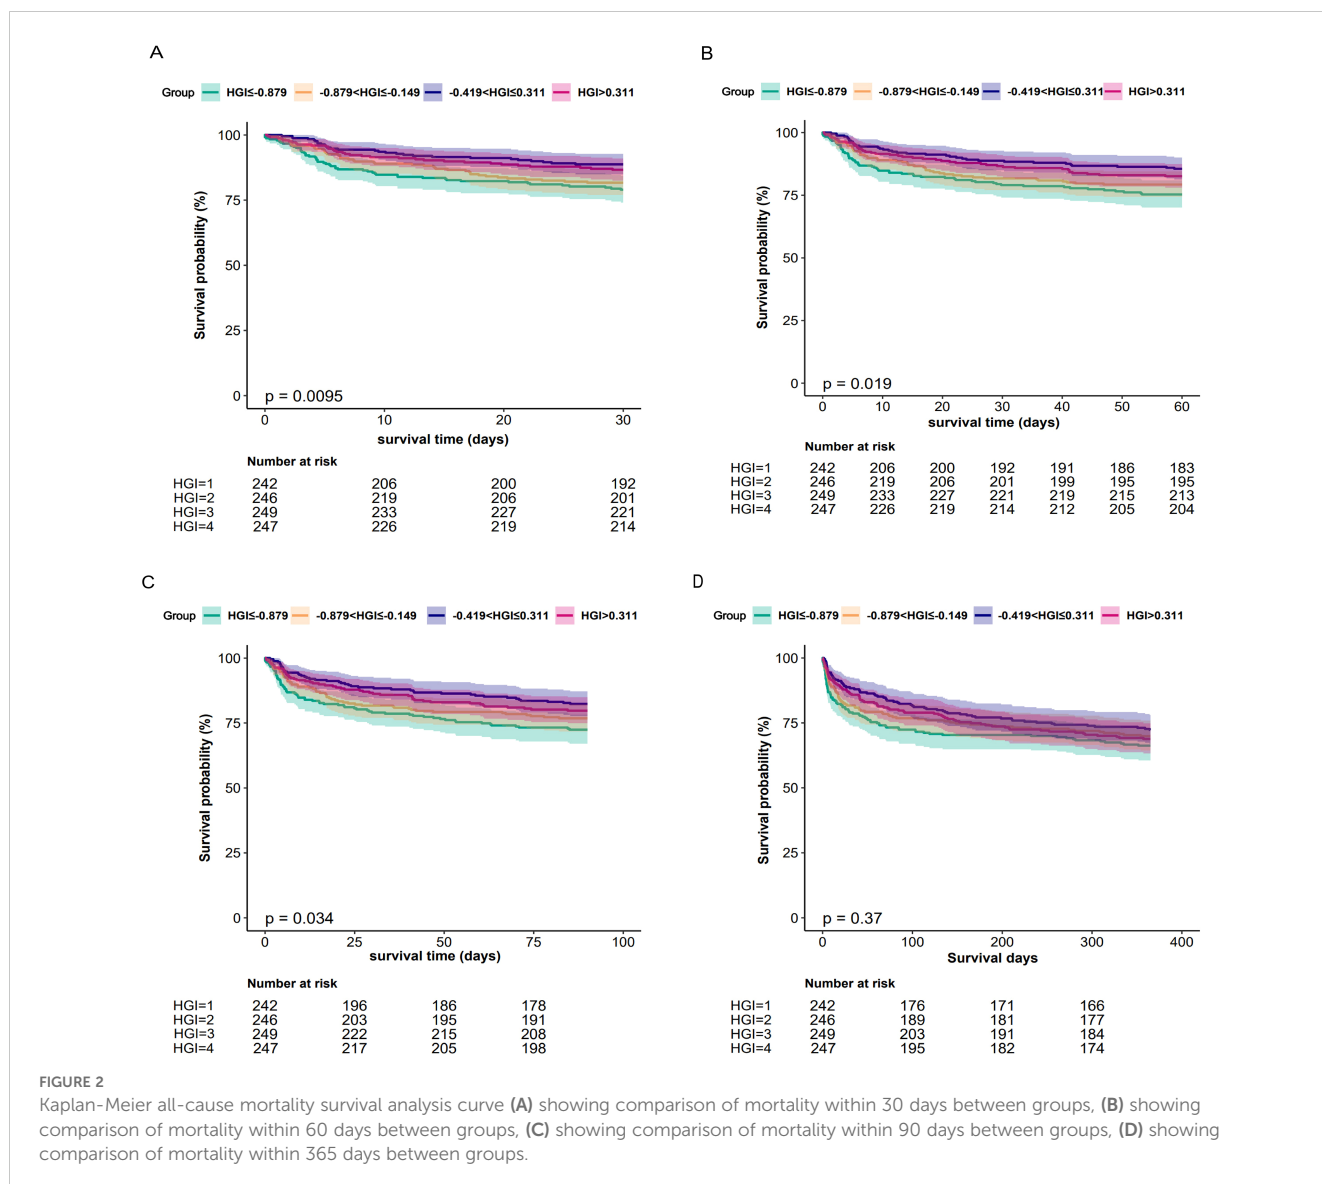 A
Group HGI≤-0.879 -0.879<HGI≤-0.149 -0.419<HGI≤0.311 HGI>0.311
Survival probability (%)
100
75
50
25
0
p = 0.0095
0 10 20 30
survival time (days)
Number at risk
HGI=1 242 206 200 192
HGI=2 246 219 206 201
HGI=3 249 233 227 221
HGI=4 247 226 219 214
B
Group HGI≤-0.879 -0.879<HGI≤-0.149 -0.419<HGI≤0.311 HGI>0.311
Survival probability (%)
100
75
50
25
0
p = 0.019
0 10 20 30 40 50 60
survival time (days)
Number at risk
HGI=1 242 206 200 192 191 186 183
HGI=2 246 219 206 201 199 195 195
HGI=3 249 233 227 221 219 215 213
HGI=4 247 226 219 214 212 205 204
C
Group HGI≤-0.879 -0.879<HGI≤-0.149 -0.419<HGI≤0.311 HGI>0.311
Survival probability (%)
100
75
50
25
0
p = 0.034
0 25 50 75 100
survival time (days)
Number at risk
HGI=1 242 196 186 178
HGI=2 246 203 195 191
HGI=3 249 222 215 208
HGI=4 247 217 205 198
D
Group HGI≤-0.879 -0.879<HGI≤-0.149 -0.419<HGI≤0.311 HGI>0.311
Survival probability (%)
100
75
50
25
0
p = 0.37
0 100 200 300 400
Survival days
Number at risk
HGI=1 242 176 171 166
HGI=2 246 189 181 177
HGI=3 249 203 191 184
HGI=4 247 195 182 174
FIGURE 2
Kaplan-Meier all-cause mortality survival analysis curve (A) showing comparison of mortality within 30 days between groups, (B) showing
comparison of mortality within 60 days between groups, (C) showing comparison of mortality within 90 days between groups, (D) showing
comparison of mortality within 365 days between groups.